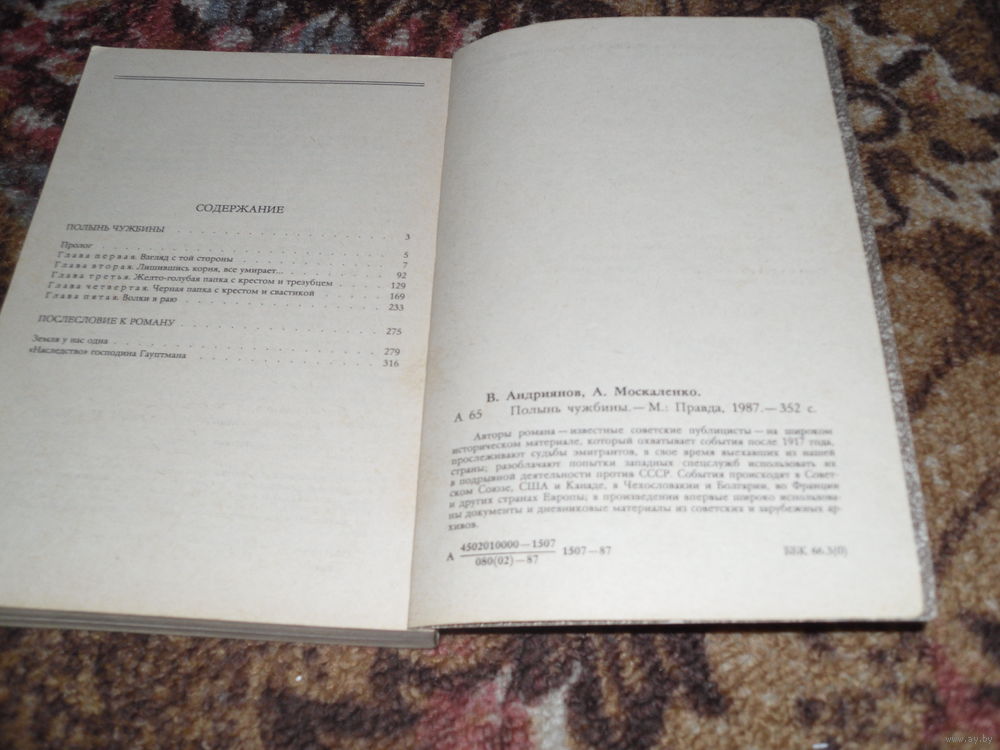 СОДЕРЖАНИЕ
ПОЛЫНЬ ЧУЖБИНЫ . . . 3
Пролог . . . 5
Глава первая. Взгляд с той стороны . . . 7
Глава вторая. Лишившись корня, все умирает... . . . 92
Глава третья. Желто-голубая папка с крестом и трезубцем . . . 129
Глава четвертая. Черная папка с крестом и свастикой . . . 169
Глава пятая. Волки в раю . . . 233
ПОСЛЕСЛОВИЕ К РОМАНУ . . . 275
Земля у нас одна . . . 279
«Наследство» господина Гауптмана . . . 316
В. Андриянов, А. Москаленко.
А 65 Полынь чужбины.— М.: Правда, 1987.— 352 с.
Авторы романа — известные советские публицисты — на широком
историческом материале, который охватывает события после 1917 года,
прослеживают судьбы эмигрантов, в свое время выехавших из нашей
страны; разоблачают попытки западных спецслужб использовать их
в подрывной деятельности против СССР. События происходят в Совет-
ском Союзе, США и Канаде, в Чехословакии и Болгарии, во Франции
и других странах Европы; в произведении впервые широко использова-
ны документы и дневниковые материалы из советских и зарубежных ар-
хивов.
А 4502010000—1507
080(02)—87
1507—87
ББК 66.3(0)
www.ay.by